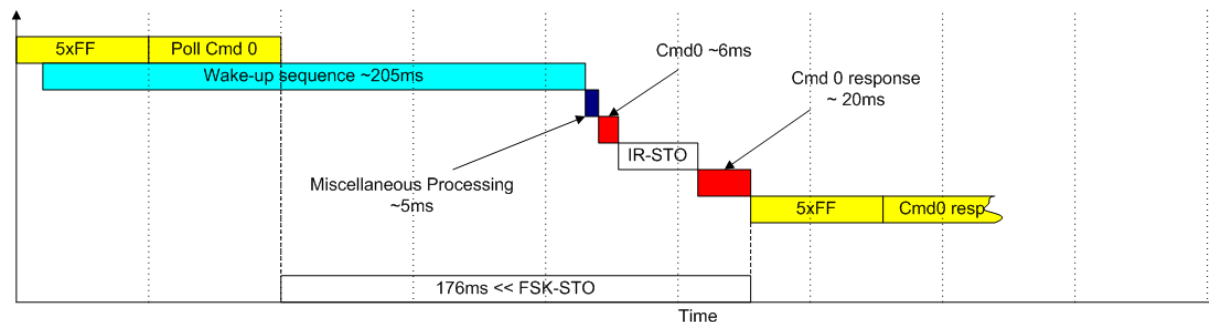 5xFF
Poll Cmd 0
Wake-up sequence ~205ms
Cmd0 ~6ms
Cmd 0 response
~ 20ms
IR-STO
Miscellaneous Processing
~5ms
5xFF
Cmd0 resp
176ms << FSK-STO
Time